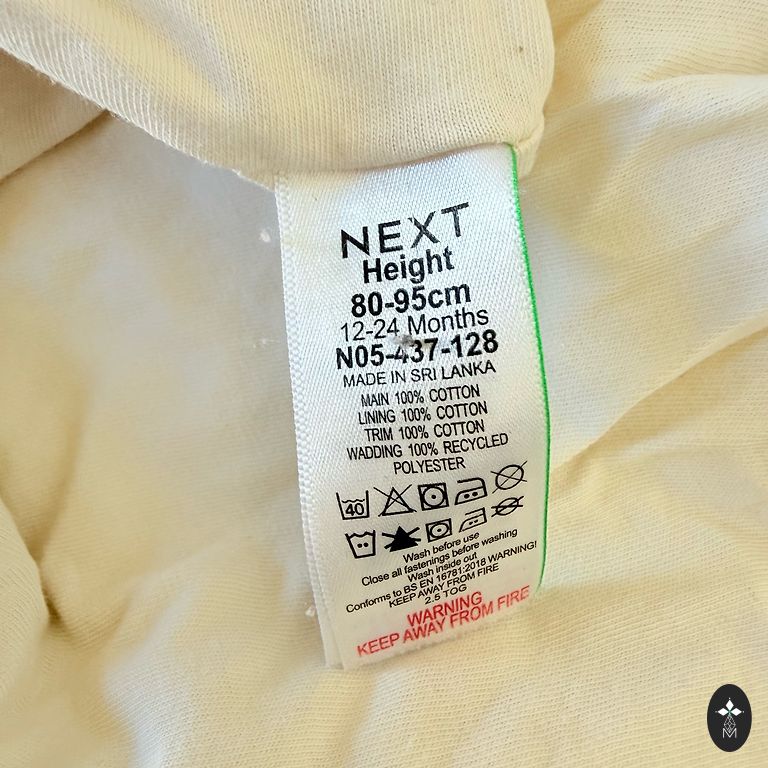 NEXT
Height
80-95cm
12-24 Months
N05-437-128
MADE IN SRI LANKA
MAIN 100% COTTON
LINING 100% COTTON
TRIM 100% COTTON
WADDING 100% RECYCLED
POLYESTER
40
Wash before use
Close all fastenings before washing
Wash inside out
Conforms to BS EN 16781:2018 WARNING!
KEEP AWAY FROM FIRE
2.5 TOG
WARNING
KEEP AWAY FROM FIRE
M